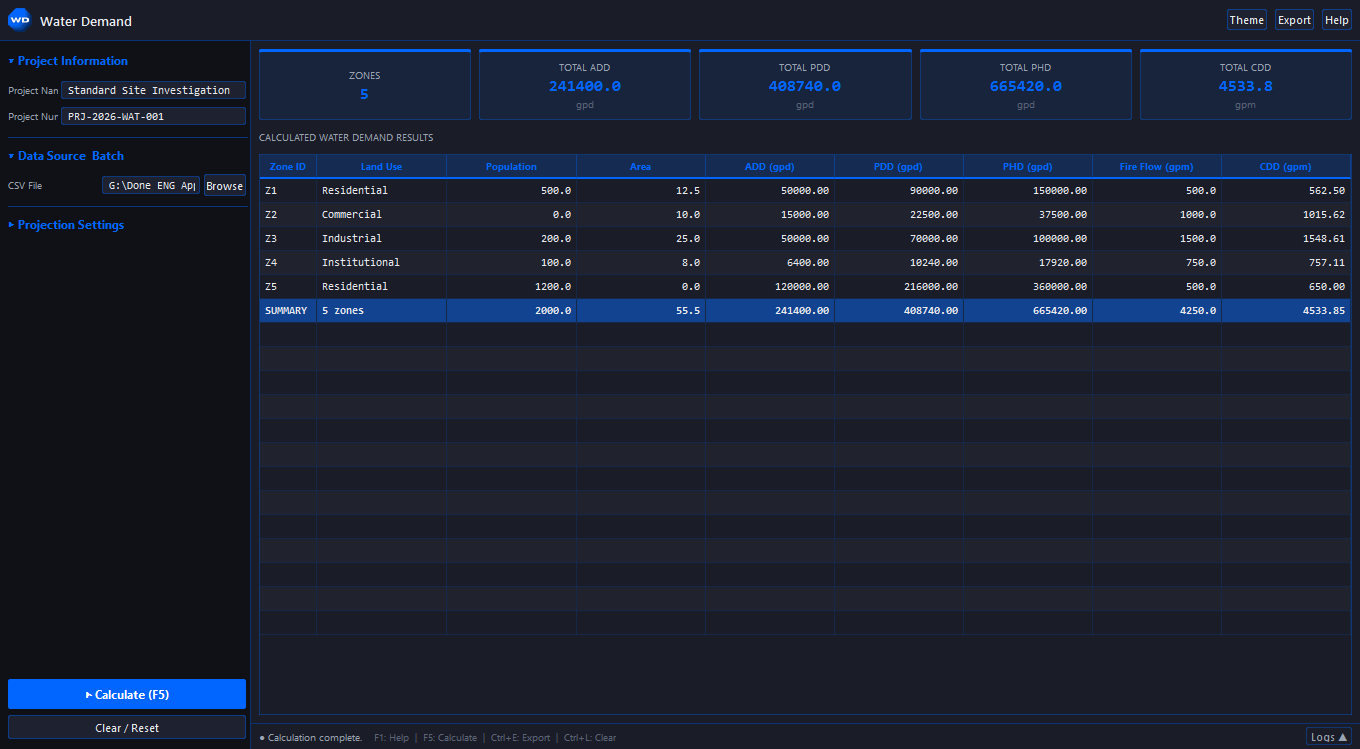 WD Water Demand Theme Export Help
▾ Project Information
Project Nan Standard Site Investigation
Project Nur PRJ-2026-WAT-001
▾ Data Source Batch
CSV File G:\Done ENG App Browse
▸ Projection Settings
▸ Calculate (F5)
Clear / Reset
ZONES
5
TOTAL ADD
241400.0
gpd
TOTAL PDD
408740.0
gpd
TOTAL PHD
665420.0
gpd
TOTAL CDD
4533.8
gpm
CALCULATED WATER DEMAND RESULTS
Zone ID Land Use Population Area ADD (gpd) PDD (gpd) PHD (gpd) Fire Flow (gpm) CDD (gpm)
Z1 Residential 500.0 12.5 50000.00 90000.00 150000.00 500.0 562.50
Z2 Commercial 0.0 10.0 15000.00 22500.00 37500.00 1000.0 1015.62
Z3 Industrial 200.0 25.0 50000.00 70000.00 100000.00 1500.0 1548.61
Z4 Institutional 100.0 8.0 6400.00 10240.00 17920.00 750.0 757.11
Z5 Residential 1200.0 0.0 120000.00 216000.00 360000.00 500.0 650.00
SUMMARY 5 zones 2000.0 55.5 241400.00 408740.00 665420.00 4250.0 4533.85
● Calculation complete. F1: Help | F5: Calculate | Ctrl+E: Export | Ctrl+L: Clear Logs ▲